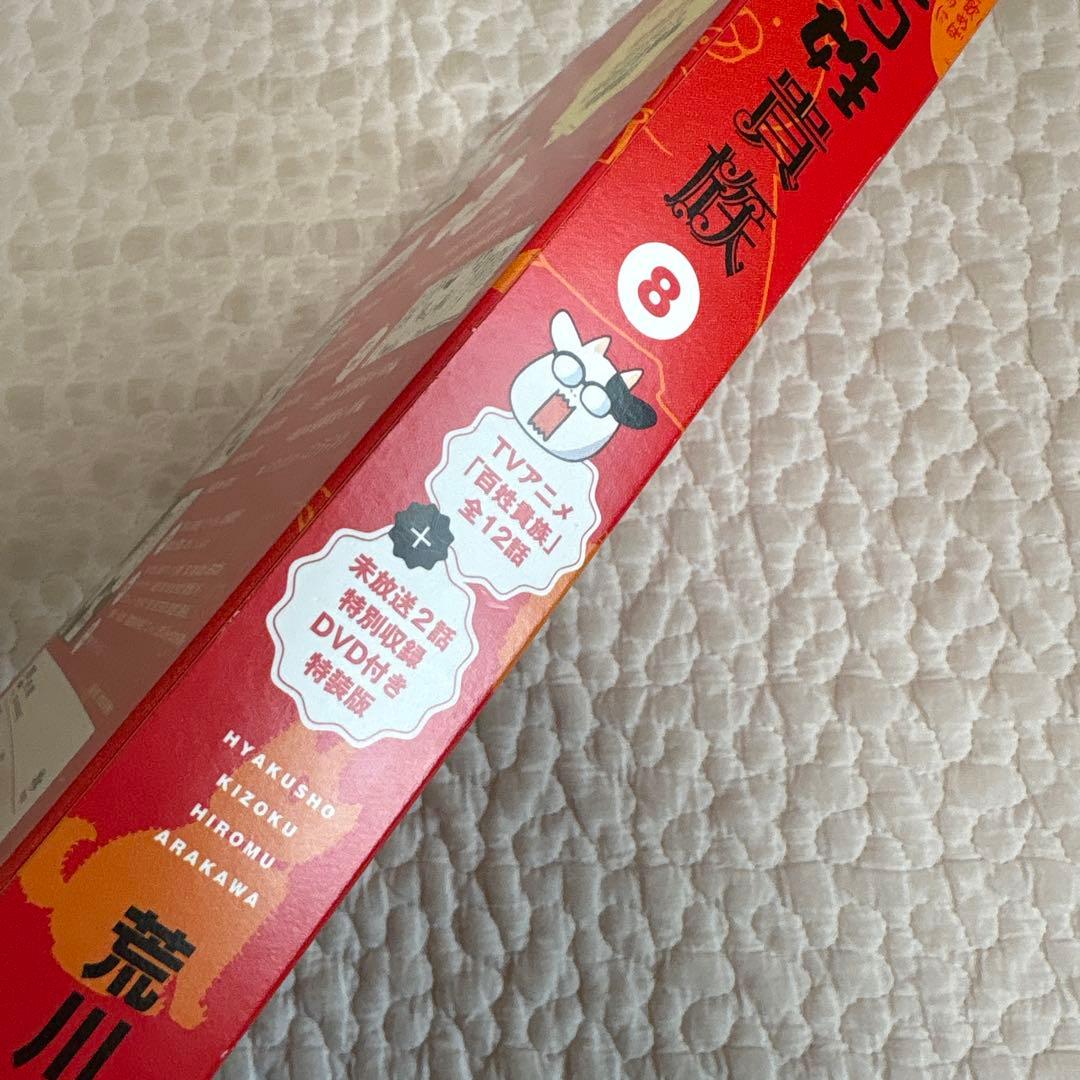 姓貴族
8
TVアニメ
「百姓貴族」
全12話
+
未放送2話
特別収録
DVD付き
特装版
HYAKUSHO
KIZOKU
HIROMU
ARAKAWA
荒川